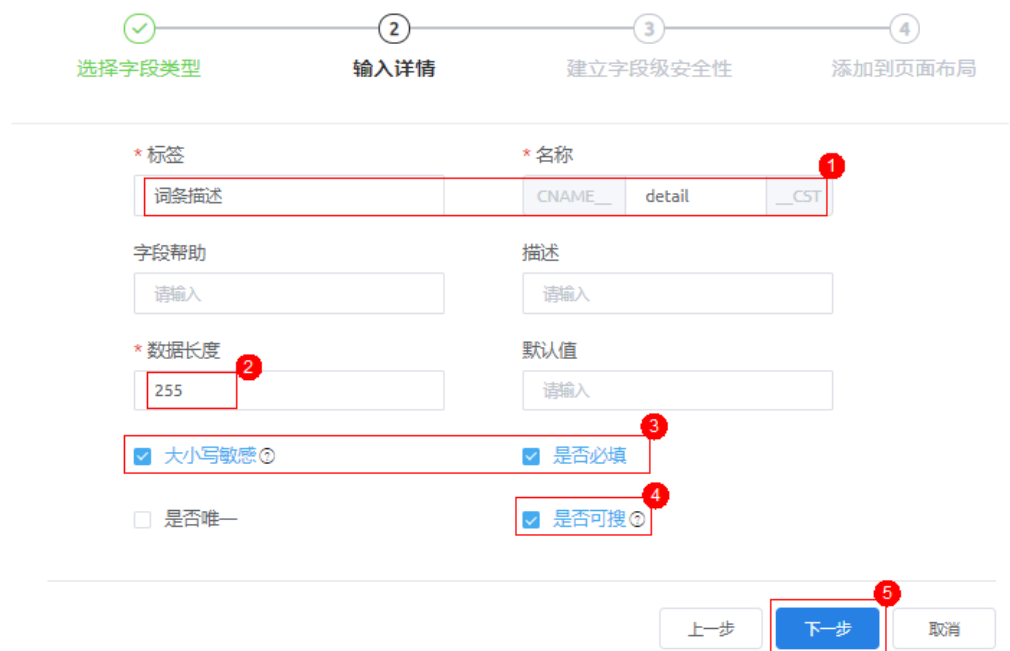 2 3 4
选择字段类型 输入详情 建立字段级安全性 添加到页面布局
* 标签 * 名称
1
词条描述 CNAME__ detail __CST
字段帮助 描述
请输入 请输入
* 数据长度 默认值
2
255 请输入
3
大小写敏感 ? 是否必填
4
是否唯一 是否可搜 ?
5
上一步 下一步 取消